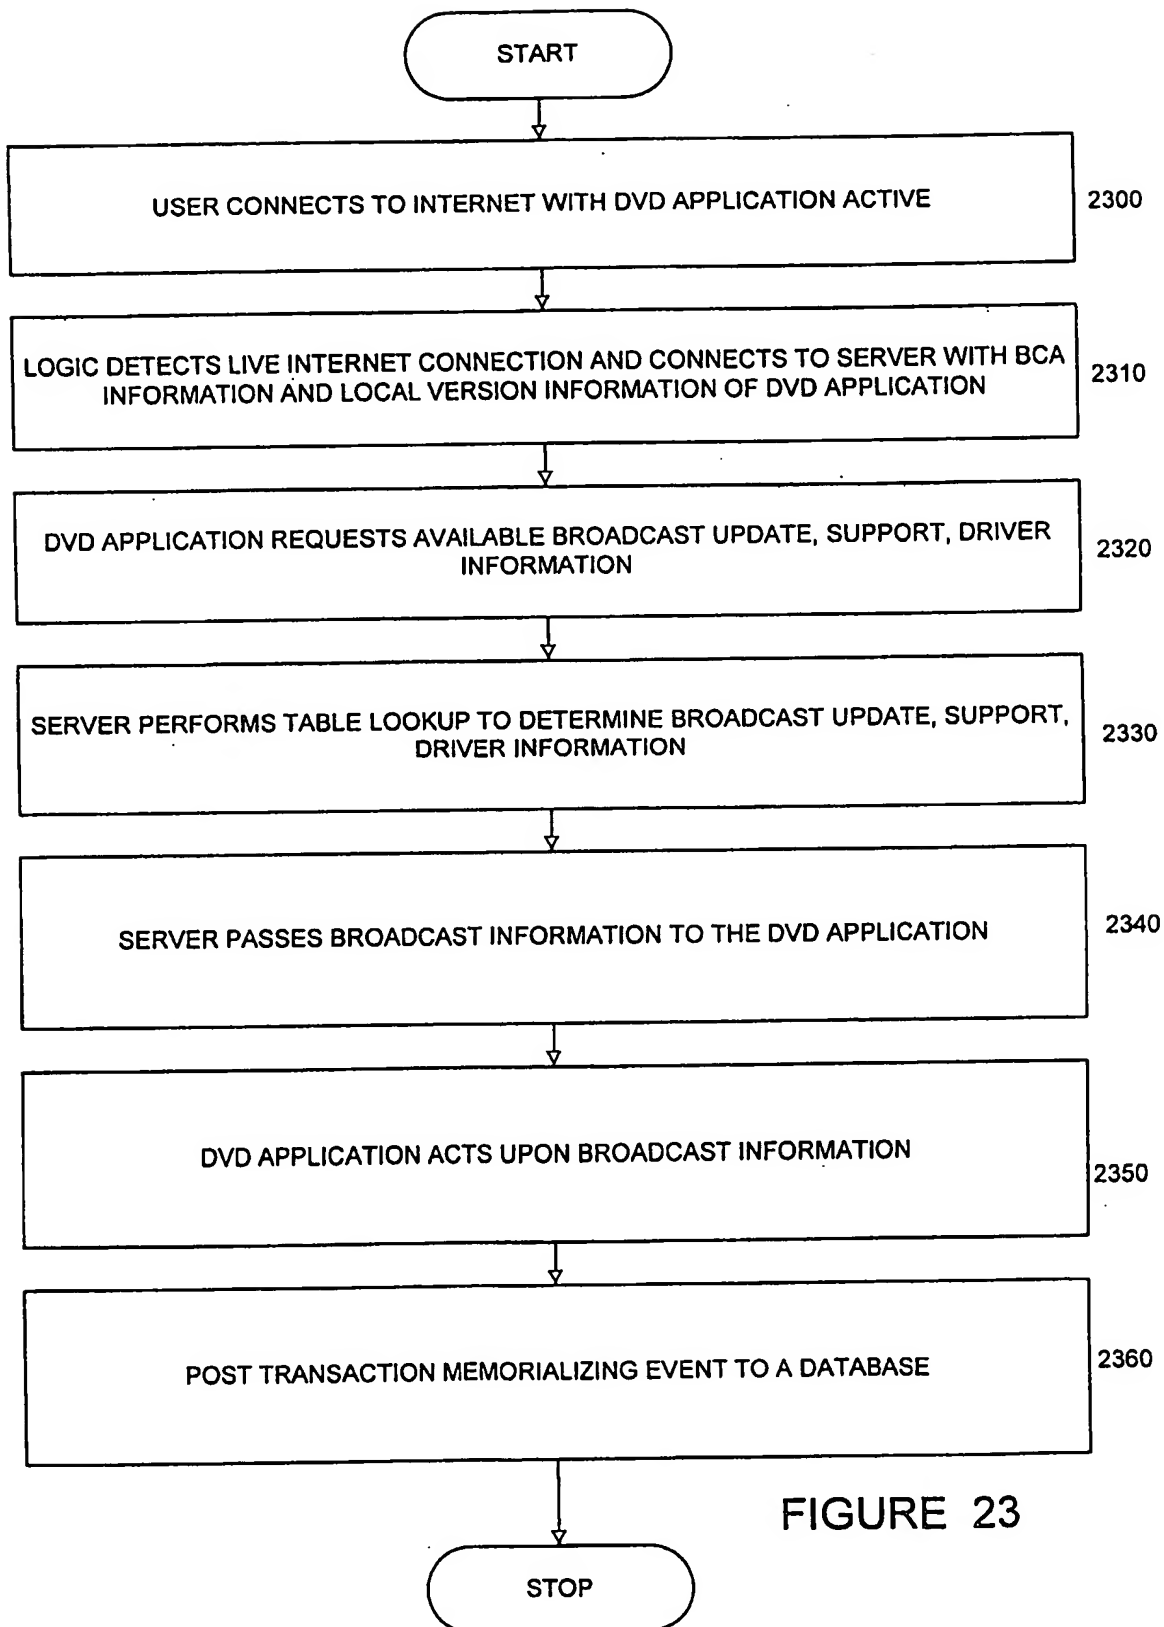 START
USER CONNECTS TO INTERNET WITH DVD APPLICATION ACTIVE
2300
LOGIC DETECTS LIVE INTERNET CONNECTION AND CONNECTS TO SERVER WITH BCA
INFORMATION AND LOCAL VERSION INFORMATION OF DVD APPLICATION
2310
DVD APPLICATION REQUESTS AVAILABLE BROADCAST UPDATE, SUPPORT, DRIVER
INFORMATION
2320
SERVER PERFORMS TABLE LOOKUP TO DETERMINE BROADCAST UPDATE, SUPPORT,
DRIVER INFORMATION
2330
SERVER PASSES BROADCAST INFORMATION TO THE DVD APPLICATION
2340
DVD APPLICATION ACTS UPON BROADCAST INFORMATION
2350
POST TRANSACTION MEMORIALIZING EVENT TO A DATABASE
2360
FIGURE 23
STOP